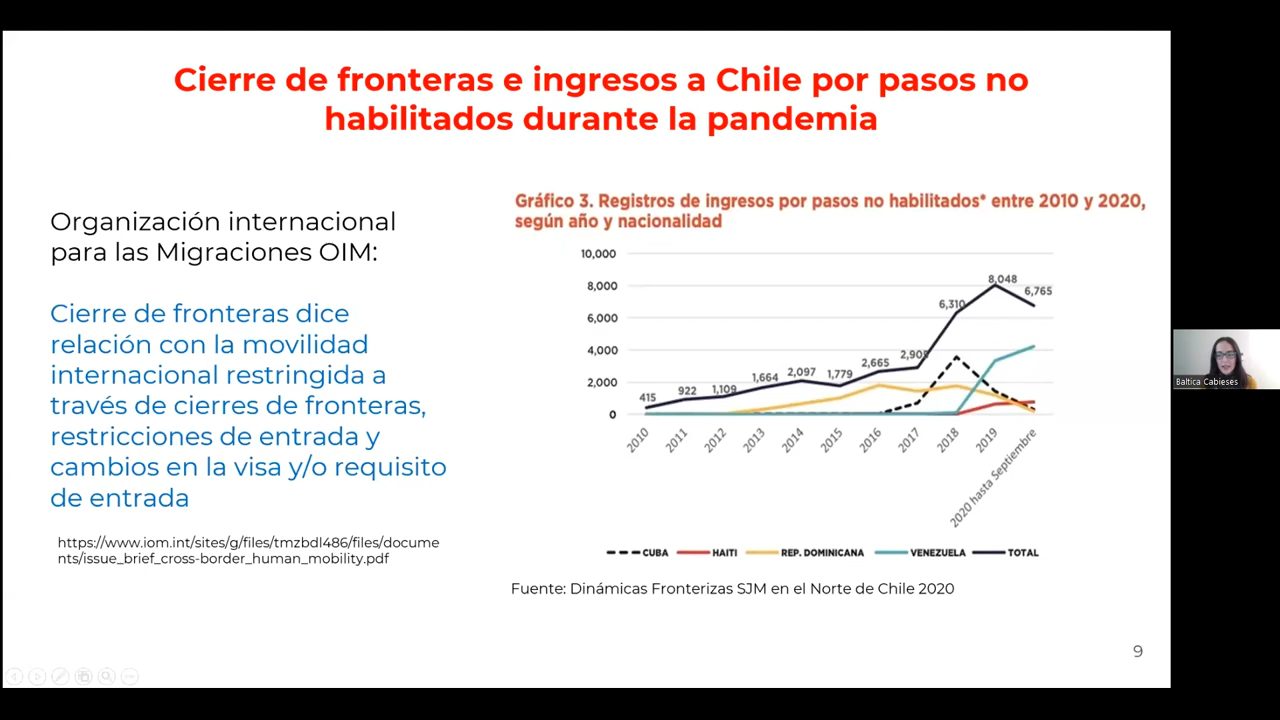 Cierre de fronteras e ingresos a Chile por pasos no
habilitados durante la pandemia
Organización internacional
para las Migraciones OIM:
Cierre de fronteras dice
relación con la movilidad
internacional restringida a
través de cierres de fronteras,
restricciones de entrada y
cambios en la visa y/o requisito
de entrada
https://www.iom.int/sites/g/files/tmzbdl486/files/docume
nts/issue_brief_cross-border_human_mobility.pdf
Gráfico 3. Registros de ingresos por pasos no habilitados* entre 2010 y 2020,
según año y nacionalidad
10,000
8,000
6,000
4,000
2,000
0
415
922
1,109
1,664
2,097
1,779
2,665
2,905
6,310
8,048
6,765
2010
2011
2012
2013
2014
2015
2016
2017
2018
2019
2020 hasta Septiembre
CUBA
HAITI
REP. DOMINICANA
VENEZUELA
TOTAL
Fuente: Dinámicas Fronterizas SJM en el Norte de Chile 2020
9
Baltica Cabieses